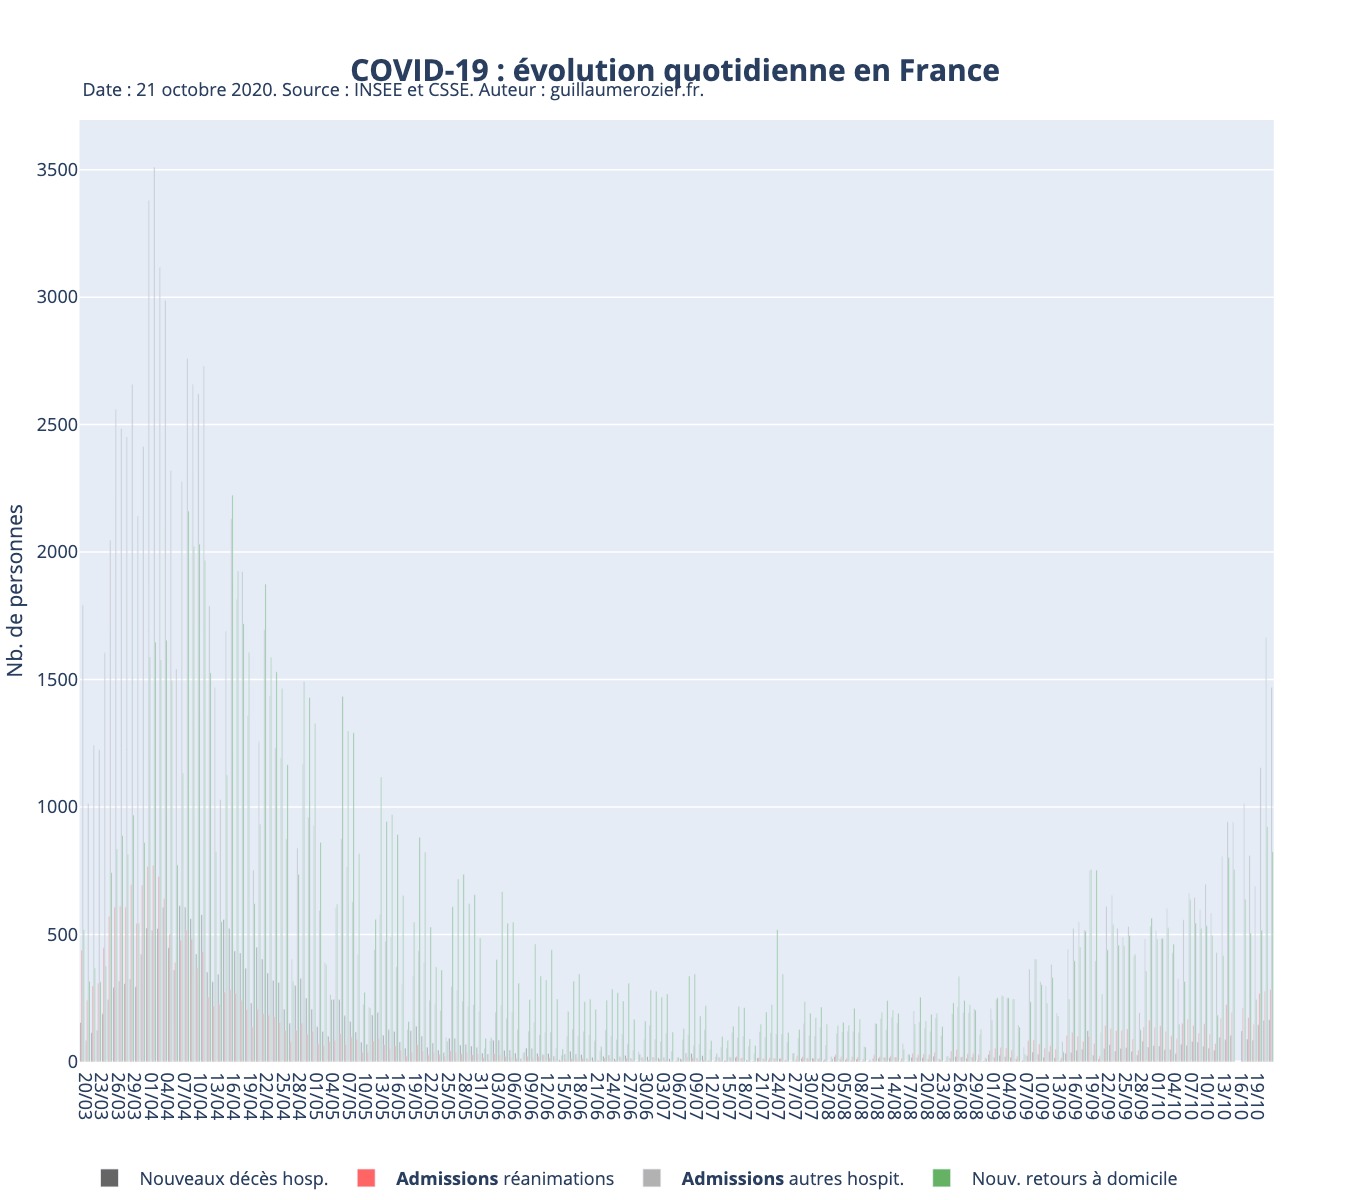 COVID-19 : évolution quotidienne en France
Date : 21 octobre 2020. Source : INSEE et CSSE. Auteur : guillaumerozier.fr.
Nb. de personnes
3500
3000
2500
2000
1500
1000
500
0
20/03 23/03 26/03 29/03 01/04 04/04 07/04 10/04 13/04 16/04 19/04 22/04 25/04 28/04 01/05 04/05 07/05 10/05 13/05 16/05 19/05 22/05 25/05 28/05 31/05 03/06 06/06 09/06 12/06 15/06 18/06 21/06 24/06 27/06 30/06 03/07 06/07 09/07 12/07 15/07 18/07 21/07 24/07 27/07 30/07 02/08 05/08 08/08 11/08 14/08 17/08 20/08 23/08 26/08 29/08 01/09 04/09 07/09 10/09 13/09 16/09 19/09 22/09 25/09 28/09 01/10 04/10 07/10 10/10 13/10 16/10 19/10
Nouveaux décès hosp. Admissions réanimations Admissions autres hospit. Nouv. retours à domicile